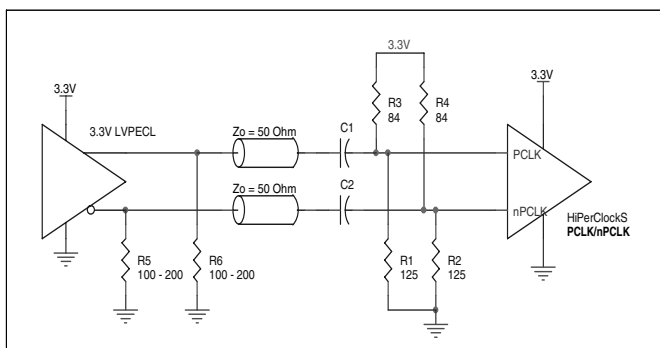 3.3V
3.3V
R3
84
R4
84
3.3V
3.3V LVPECL
Zo = 50 Ohm
C1
PCLK
Zo = 50 Ohm
C2
nPCLK
HiPerClockS
PCLK/nPCLK
R5
100 - 200
R6
100 - 200
R1
125
R2
125